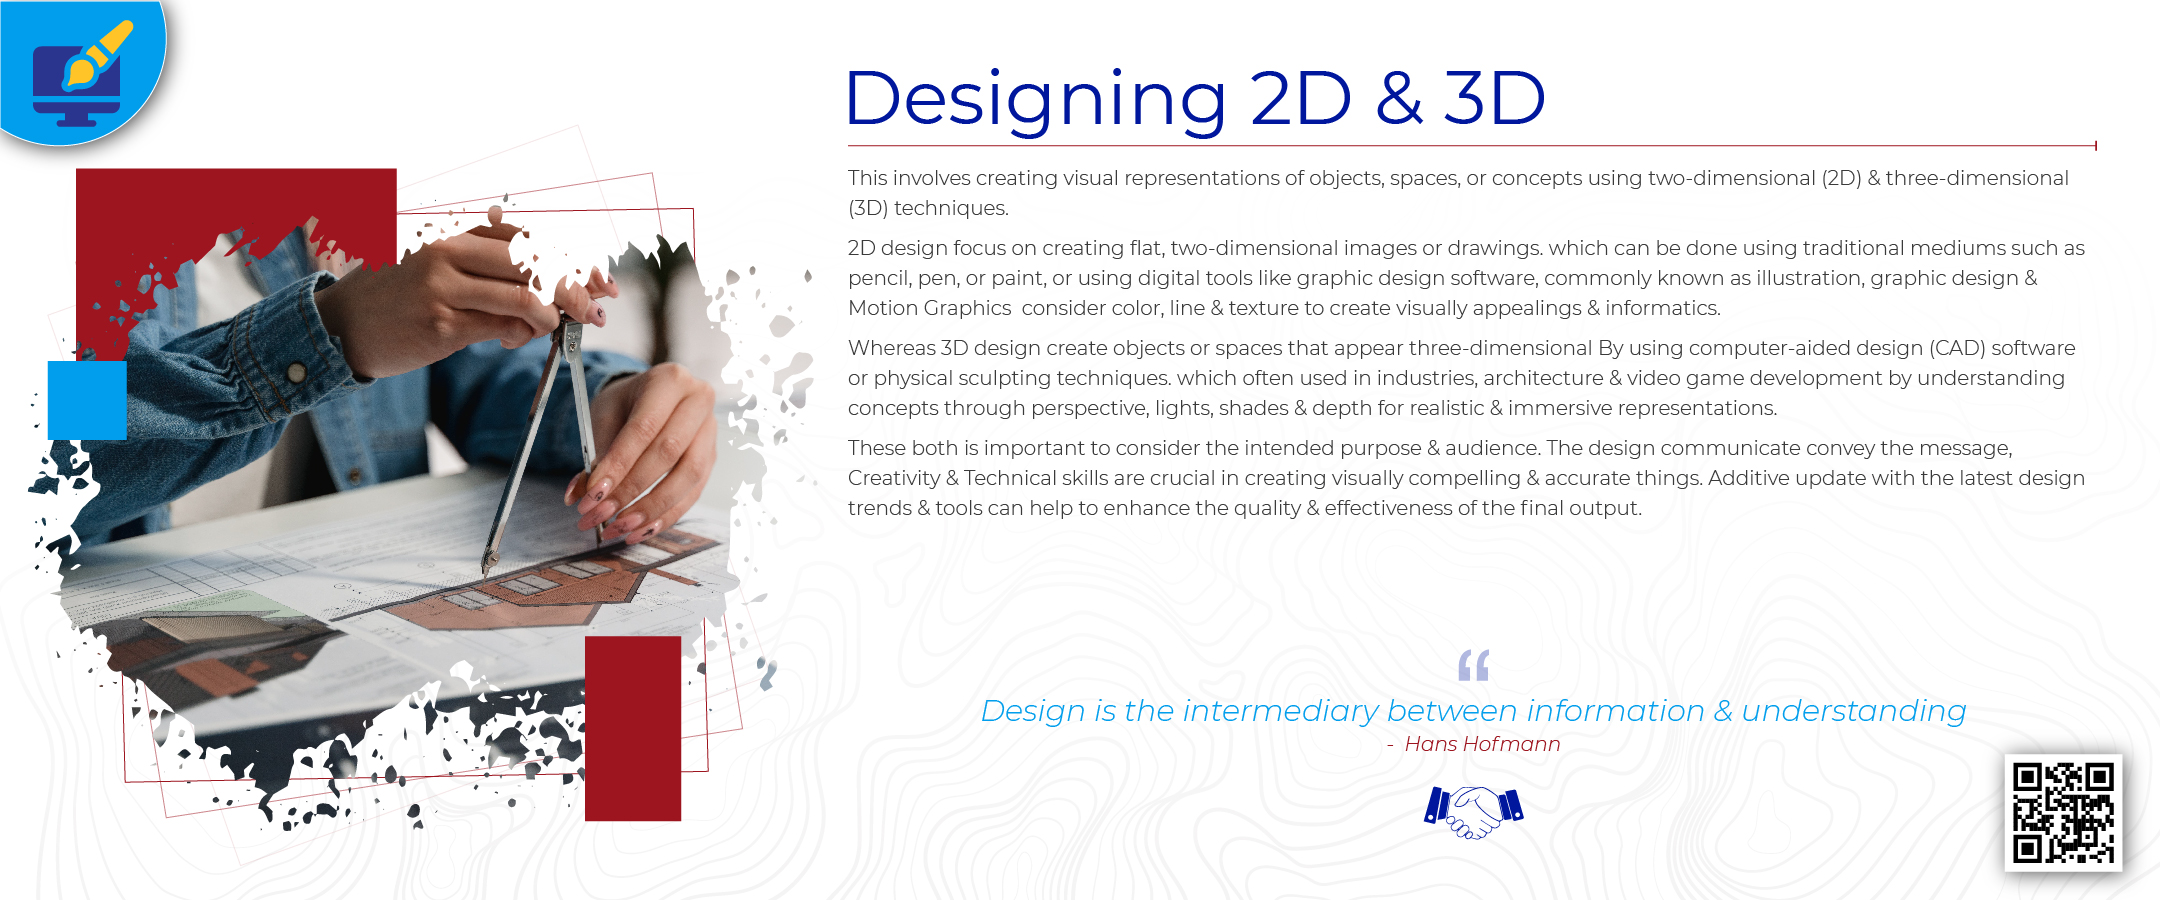 Designing 2D & 3D
This involves creating visual representations of objects, spaces, or concepts using two-dimensional (2D) & three-dimensional
(3D) techniques.
2D design focus on creating flat, two-dimensional images or drawings. which can be done using traditional mediums such as
pencil, pen, or paint, or using digital tools like graphic design software, commonly known as illustration, graphic design &
Motion Graphics  consider color, line & texture to create visually appealings & informatics.
Whereas 3D design create objects or spaces that appear three-dimensional By using computer-aided design (CAD) software
or physical sculpting techniques. which often used in industries, architecture & video game development by understanding
concepts through perspective, lights, shades & depth for realistic & immersive representations.
These both is important to consider the intended purpose & audience. The design communicate convey the message,
Creativity & Technical skills are crucial in creating visually compelling & accurate things. Additive update with the latest design
trends & tools can help to enhance the quality & effectiveness of the final output.
“
Design is the intermediary between information & understanding
- Hans Hofmann